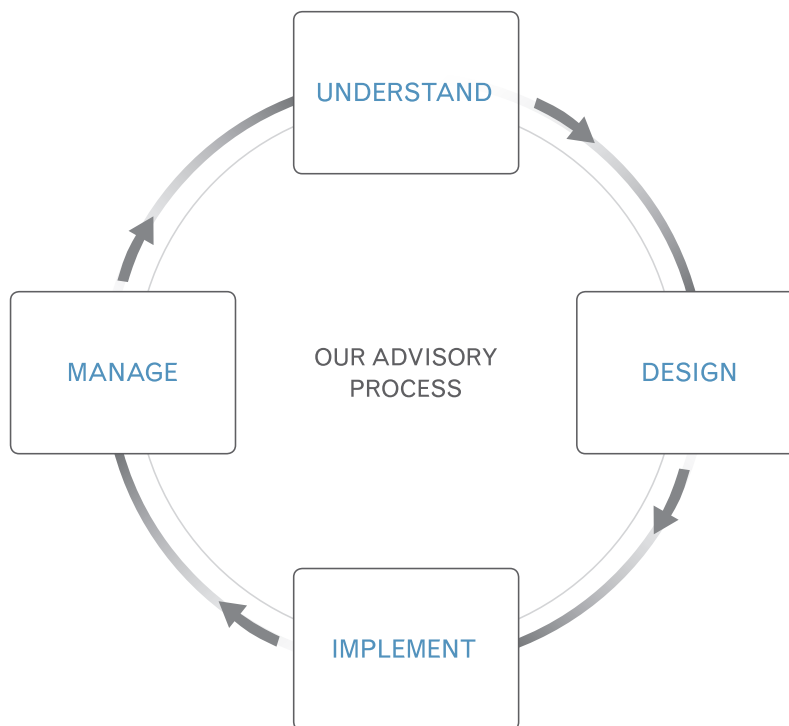 UNDERSTAND
OUR ADVISORY
PROCESS
MANAGE
DESIGN
IMPLEMENT